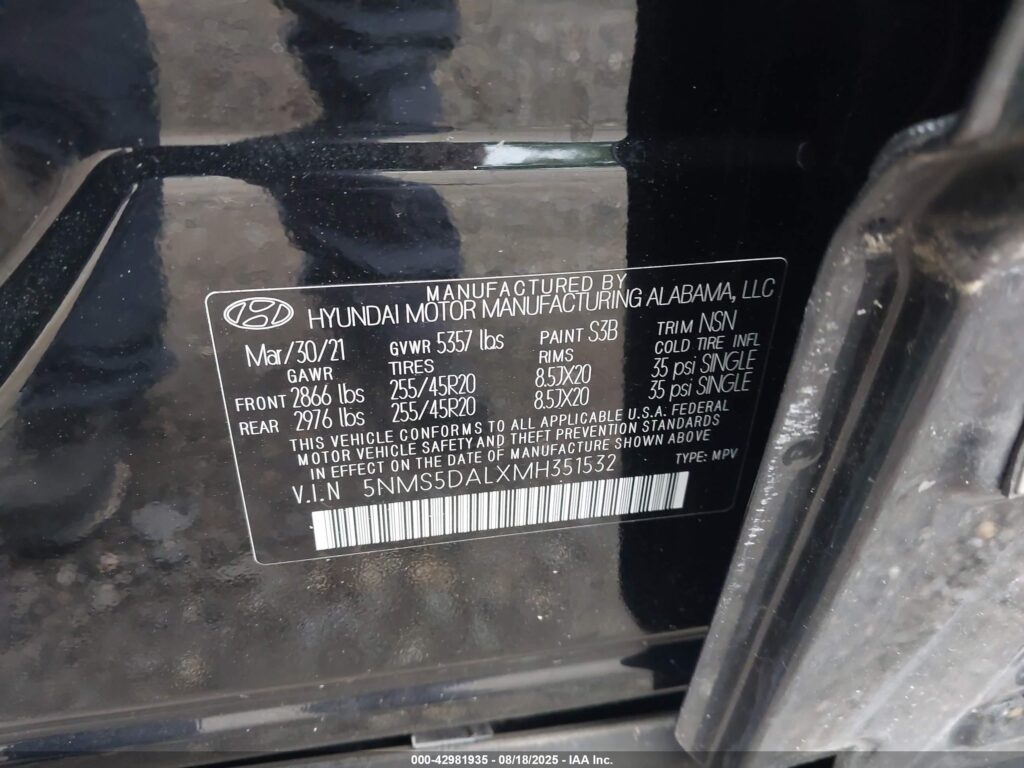 MANUFACTURED BY
HYUNDAI MOTOR MANUFACTURING ALABAMA, LLC
Mar/30/21 GVWR 5357 lbs PAINT S3B TRIM NSN
GAWR TIRES RIMS COLD TIRE INFL
FRONT 2866 lbs 255/45R20 8.5JX20 35 psi SINGLE
REAR 2976 lbs 255/45R20 8.5JX20 35 psi SINGLE
THIS VEHICLE CONFORMS TO ALL APPLICABLE U.S.A. FEDERAL
MOTOR VEHICLE SAFETY AND THEFT PREVENTION STANDARDS
IN EFFECT ON THE DATE OF MANUFACTURE SHOWN ABOVE
V.I.N 5NMS5DALXMH351532 TYPE: MPV
000-42981935 - 08/18/2025 - IAA Inc.